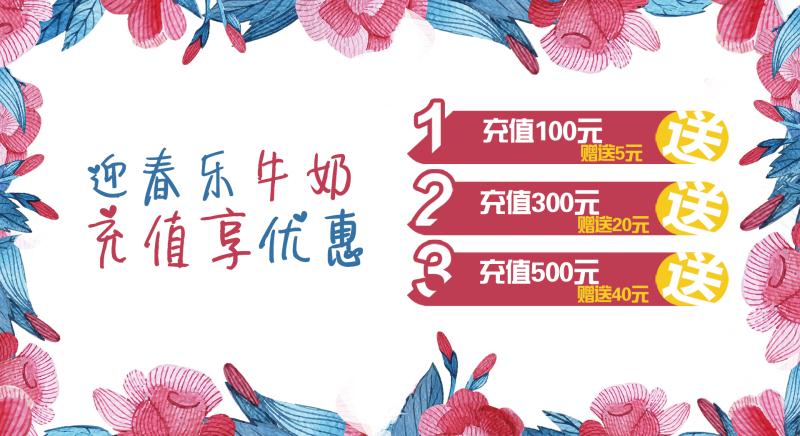 迎春乐牛奶
充值享优惠
1 充值100元 送
赠送5元
2 充值300元 送
赠送20元
3 充值500元 送
赠送40元